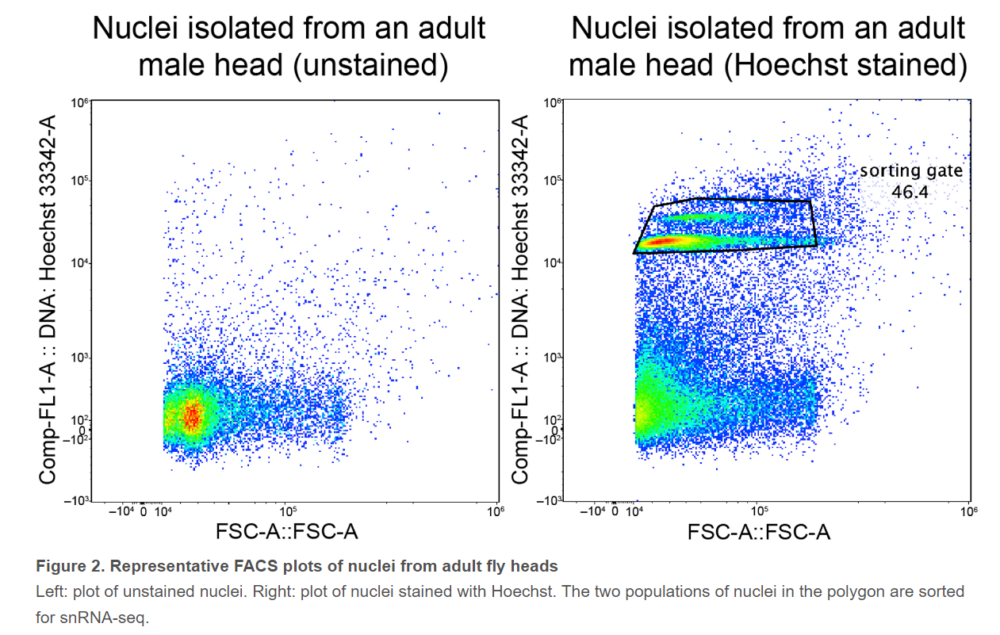 Nuclei isolated from an adult
male head (unstained)
Nuclei isolated from an adult
male head (Hoechst stained)
Comp-FL1-A :: DNA: Hoechst 33342-A
10⁶
10⁵
10⁴
10³
10²
0
–10²
–10³
–10⁴ 0 10⁴ 10⁵ 10⁶
FSC-A::FSC-A
Comp-FL1-A :: DNA: Hoechst 33342-A
10⁶
10⁵
10⁴
10³
10²
0
–10²
–10³
sorting gate
46.4
–10⁴ 0 10⁴ 10⁵ 10⁶
FSC-A::FSC-A
Figure 2. Representative FACS plots of nuclei from adult fly heads
Left: plot of unstained nuclei. Right: plot of nuclei stained with Hoechst. The two populations of nuclei in the polygon are sorted
for snRNA-seq.